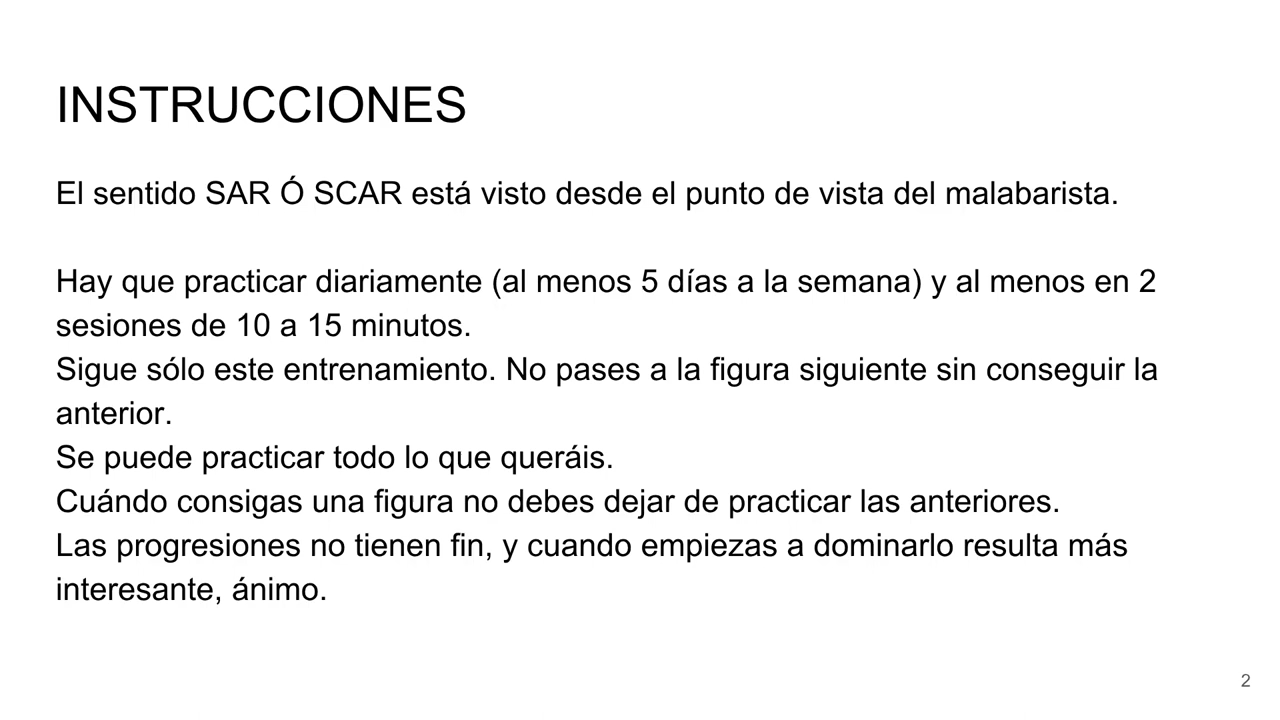 INSTRUCCIONES
El sentido SAR Ó SCAR está visto desde el punto de vista del malabarista.
Hay que practicar diariamente (al menos 5 días a la semana) y al menos en 2
sesiones de 10 a 15 minutos.
Sigue sólo este entrenamiento. No pases a la figura siguiente sin conseguir la
anterior.
Se puede practicar todo lo que queráis.
Cuándo consigas una figura no debes dejar de practicar las anteriores.
Las progresiones no tienen fin, y cuando empiezas a dominarlo resulta más
interesante, ánimo.
2